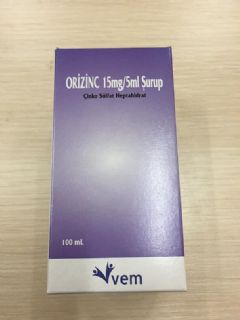 ORİZİNC 15mg/5ml Şurup
Çinko Sülfat Heptahidrat
100 mL
vem